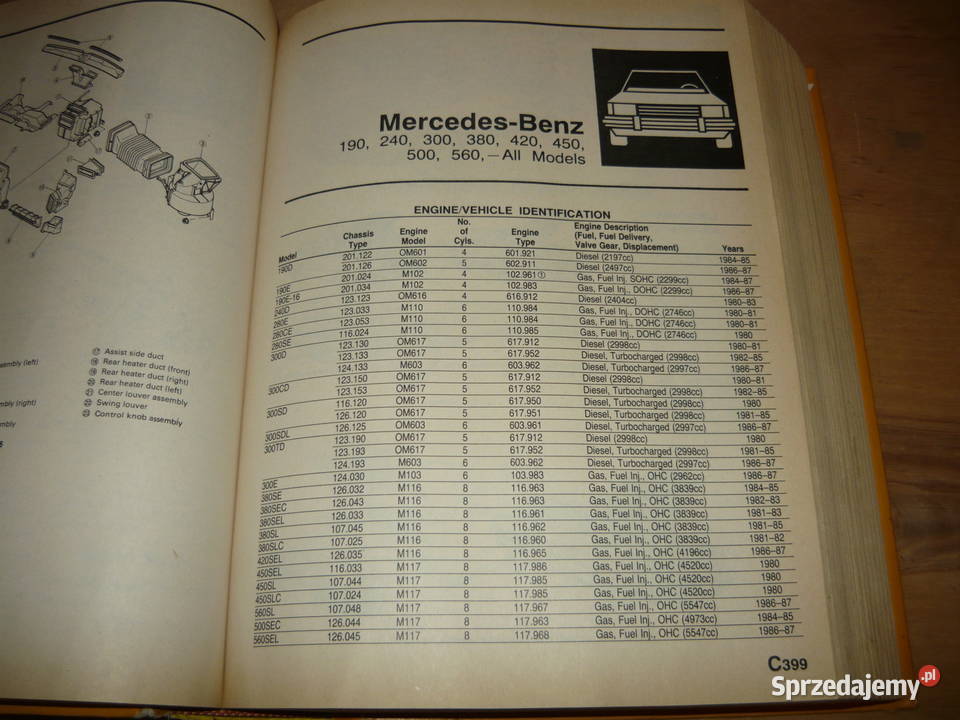 sembly (left)
mbly (right)
embly
6
⑰ Assist side duct
⑱ Rear heater duct (front)
⑲ Rear heater duct (right)
⑳ Rear heater duct (left)
㉑ Center louver assembly
㉒ Swing louver
㉓ Control knob assembly
Mercedes-Benz
190, 240, 300, 380, 420, 450,
500, 560,—All Models
ENGINE/VEHICLE IDENTIFICATION
Model Chassis Type Engine Model No. of Cyls. Engine Type Engine Description (Fuel, Fuel Delivery, Valve Gear, Displacement) Years
190D 201.122 OM601 4 601.921 Diesel (2197cc) 1984–85
201.126 OM602 5 602.911 Diesel (2497cc) 1986–87
190E 201.024 M102 4 102.961① Gas, Fuel Inj. SOHC (2299cc) 1984–87
190E-16 201.034 M102 4 102.983 Gas, Fuel Inj., DOHC (2299cc) 1986–87
240D 123.123 OM616 4 616.912 Diesel (2404cc) 1980–83
280E 123.033 M110 6 110.984 Gas, Fuel Inj., DOHC (2746cc) 1980–81
280CE 123.053 M110 6 110.984 Gas, Fuel Inj., DOHC (2746cc) 1980–81
280SE 116.024 M110 6 110.985 Gas, Fuel Inj., DOHC (2746cc) 1980
300D 123.130 OM617 5 617.912 Diesel (2998cc) 1980–81
123.133 OM617 5 617.952 Diesel, Turbocharged (2998cc) 1982–85
124.133 M603 6 603.962 Diesel, Turbocharged (2997cc) 1986–87
300CD 123.150 OM617 5 617.912 Diesel (2998cc) 1980–81
123.153 OM617 5 617.952 Diesel, Turbocharged (2998cc) 1982–85
300SD 116.120 OM617 5 617.950 Diesel, Turbocharged (2998cc) 1980
126.120 OM617 5 617.951 Diesel, Turbocharged (2998cc) 1981–85
300SDL 126.125 OM603 6 603.961 Diesel, Turbocharged (2997cc) 1986–87
300TD 123.190 OM617 5 617.912 Diesel (2998cc) 1980
123.193 OM617 5 617.952 Diesel, Turbocharged (2998cc) 1981–85
124.193 M603 6 603.962 Diesel, Turbocharged (2997cc) 1986–87
300E 124.030 M103 6 103.983 Gas, Fuel Inj., OHC (2962cc) 1986–87
380SE 126.032 M116 8 116.963 Gas, Fuel Inj., OHC (3839cc) 1984–85
380SEC 126.043 M116 8 116.963 Gas, Fuel Inj., OHC (3839cc) 1982–83
380SEL 126.033 M116 8 116.961 Gas, Fuel Inj., OHC (3839cc) 1981–83
380SL 107.045 M116 8 116.962 Gas, Fuel Inj., OHC (3839cc) 1981–85
380SLC 107.025 M116 8 116.960 Gas, Fuel Inj., OHC (3839cc) 1981–82
420SEL 126.035 M116 8 116.965 Gas, Fuel Inj., OHC (4196cc) 1986–87
450SEL 116.033 M117 8 117.986 Gas, Fuel Inj., OHC (4520cc) 1980
450SL 107.044 M117 8 117.985 Gas, Fuel Inj., OHC (4520cc) 1980
450SLC 107.024 M117 8 117.985 Gas, Fuel Inj., OHC (4520cc) 1980
560SL 107.048 M117 8 117.967 Gas, Fuel Inj., OHC (5547cc) 1986–87
500SEC 126.044 M117 8 117.963 Gas, Fuel Inj., OHC (4973cc) 1984–85
560SEL 126.045 M117 8 117.968 Gas, Fuel Inj., OHC (5547cc) 1986–87
C399
Sprzedajemy.pl